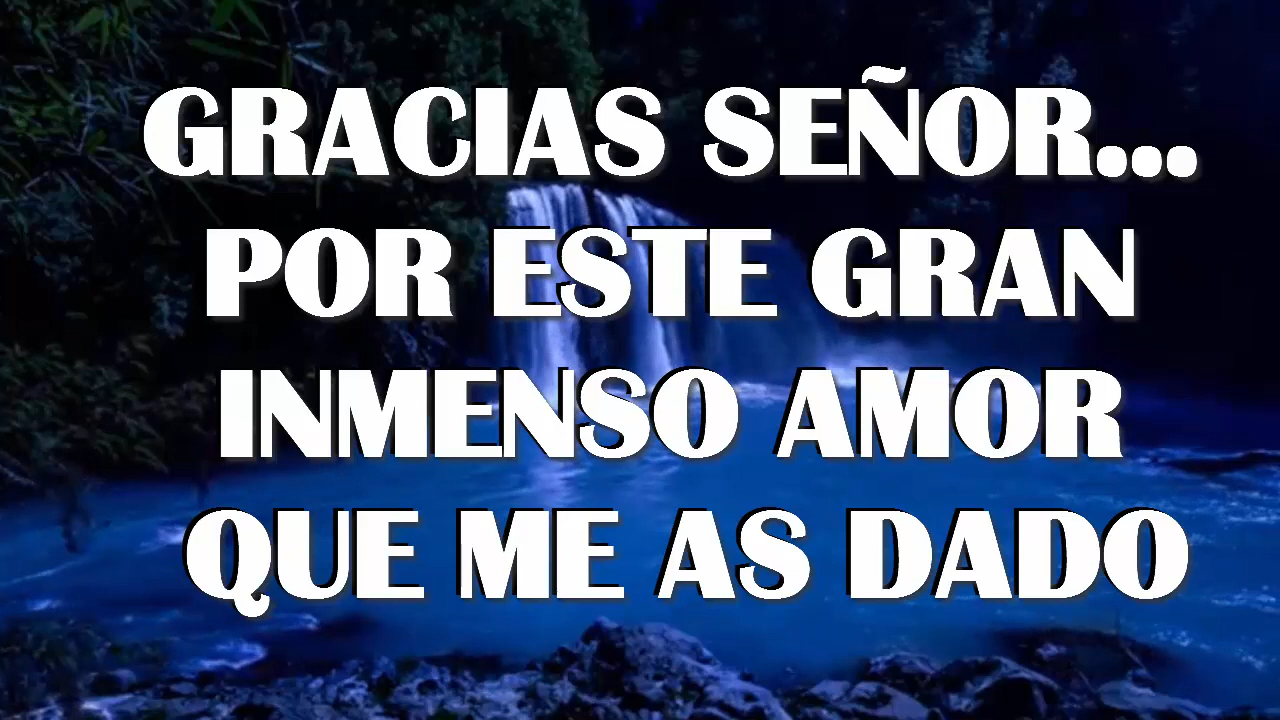 GRACIAS SEÑOR...
POR ESTE GRAN
INMENSO AMOR
QUE ME AS DADO